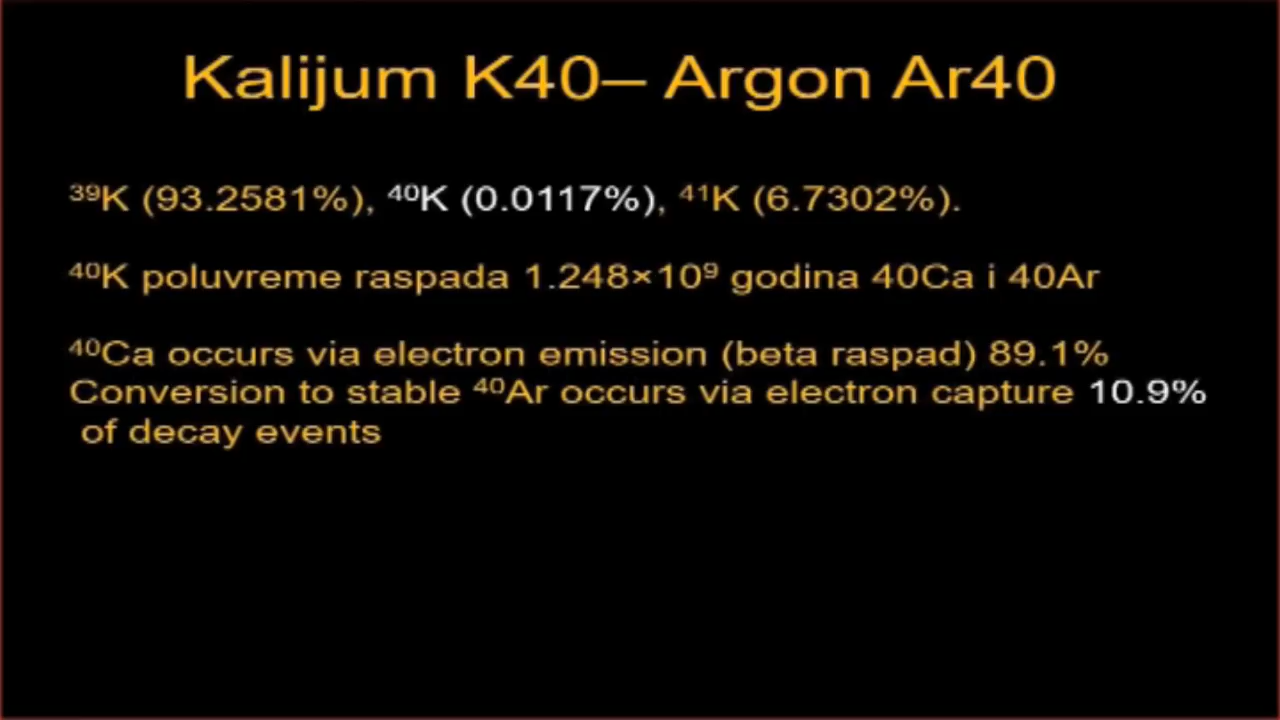 Kalijum K40– Argon Ar40
³⁹K (93.2581%), ⁴⁰K (0.0117%), ⁴¹K (6.7302%).
⁴⁰K poluvreme raspada 1.248×10⁹ godina 40Ca i 40Ar
⁴⁰Ca occurs via electron emission (beta raspad) 89.1%
Conversion to stable ⁴⁰Ar occurs via electron capture 10.9%
of decay events